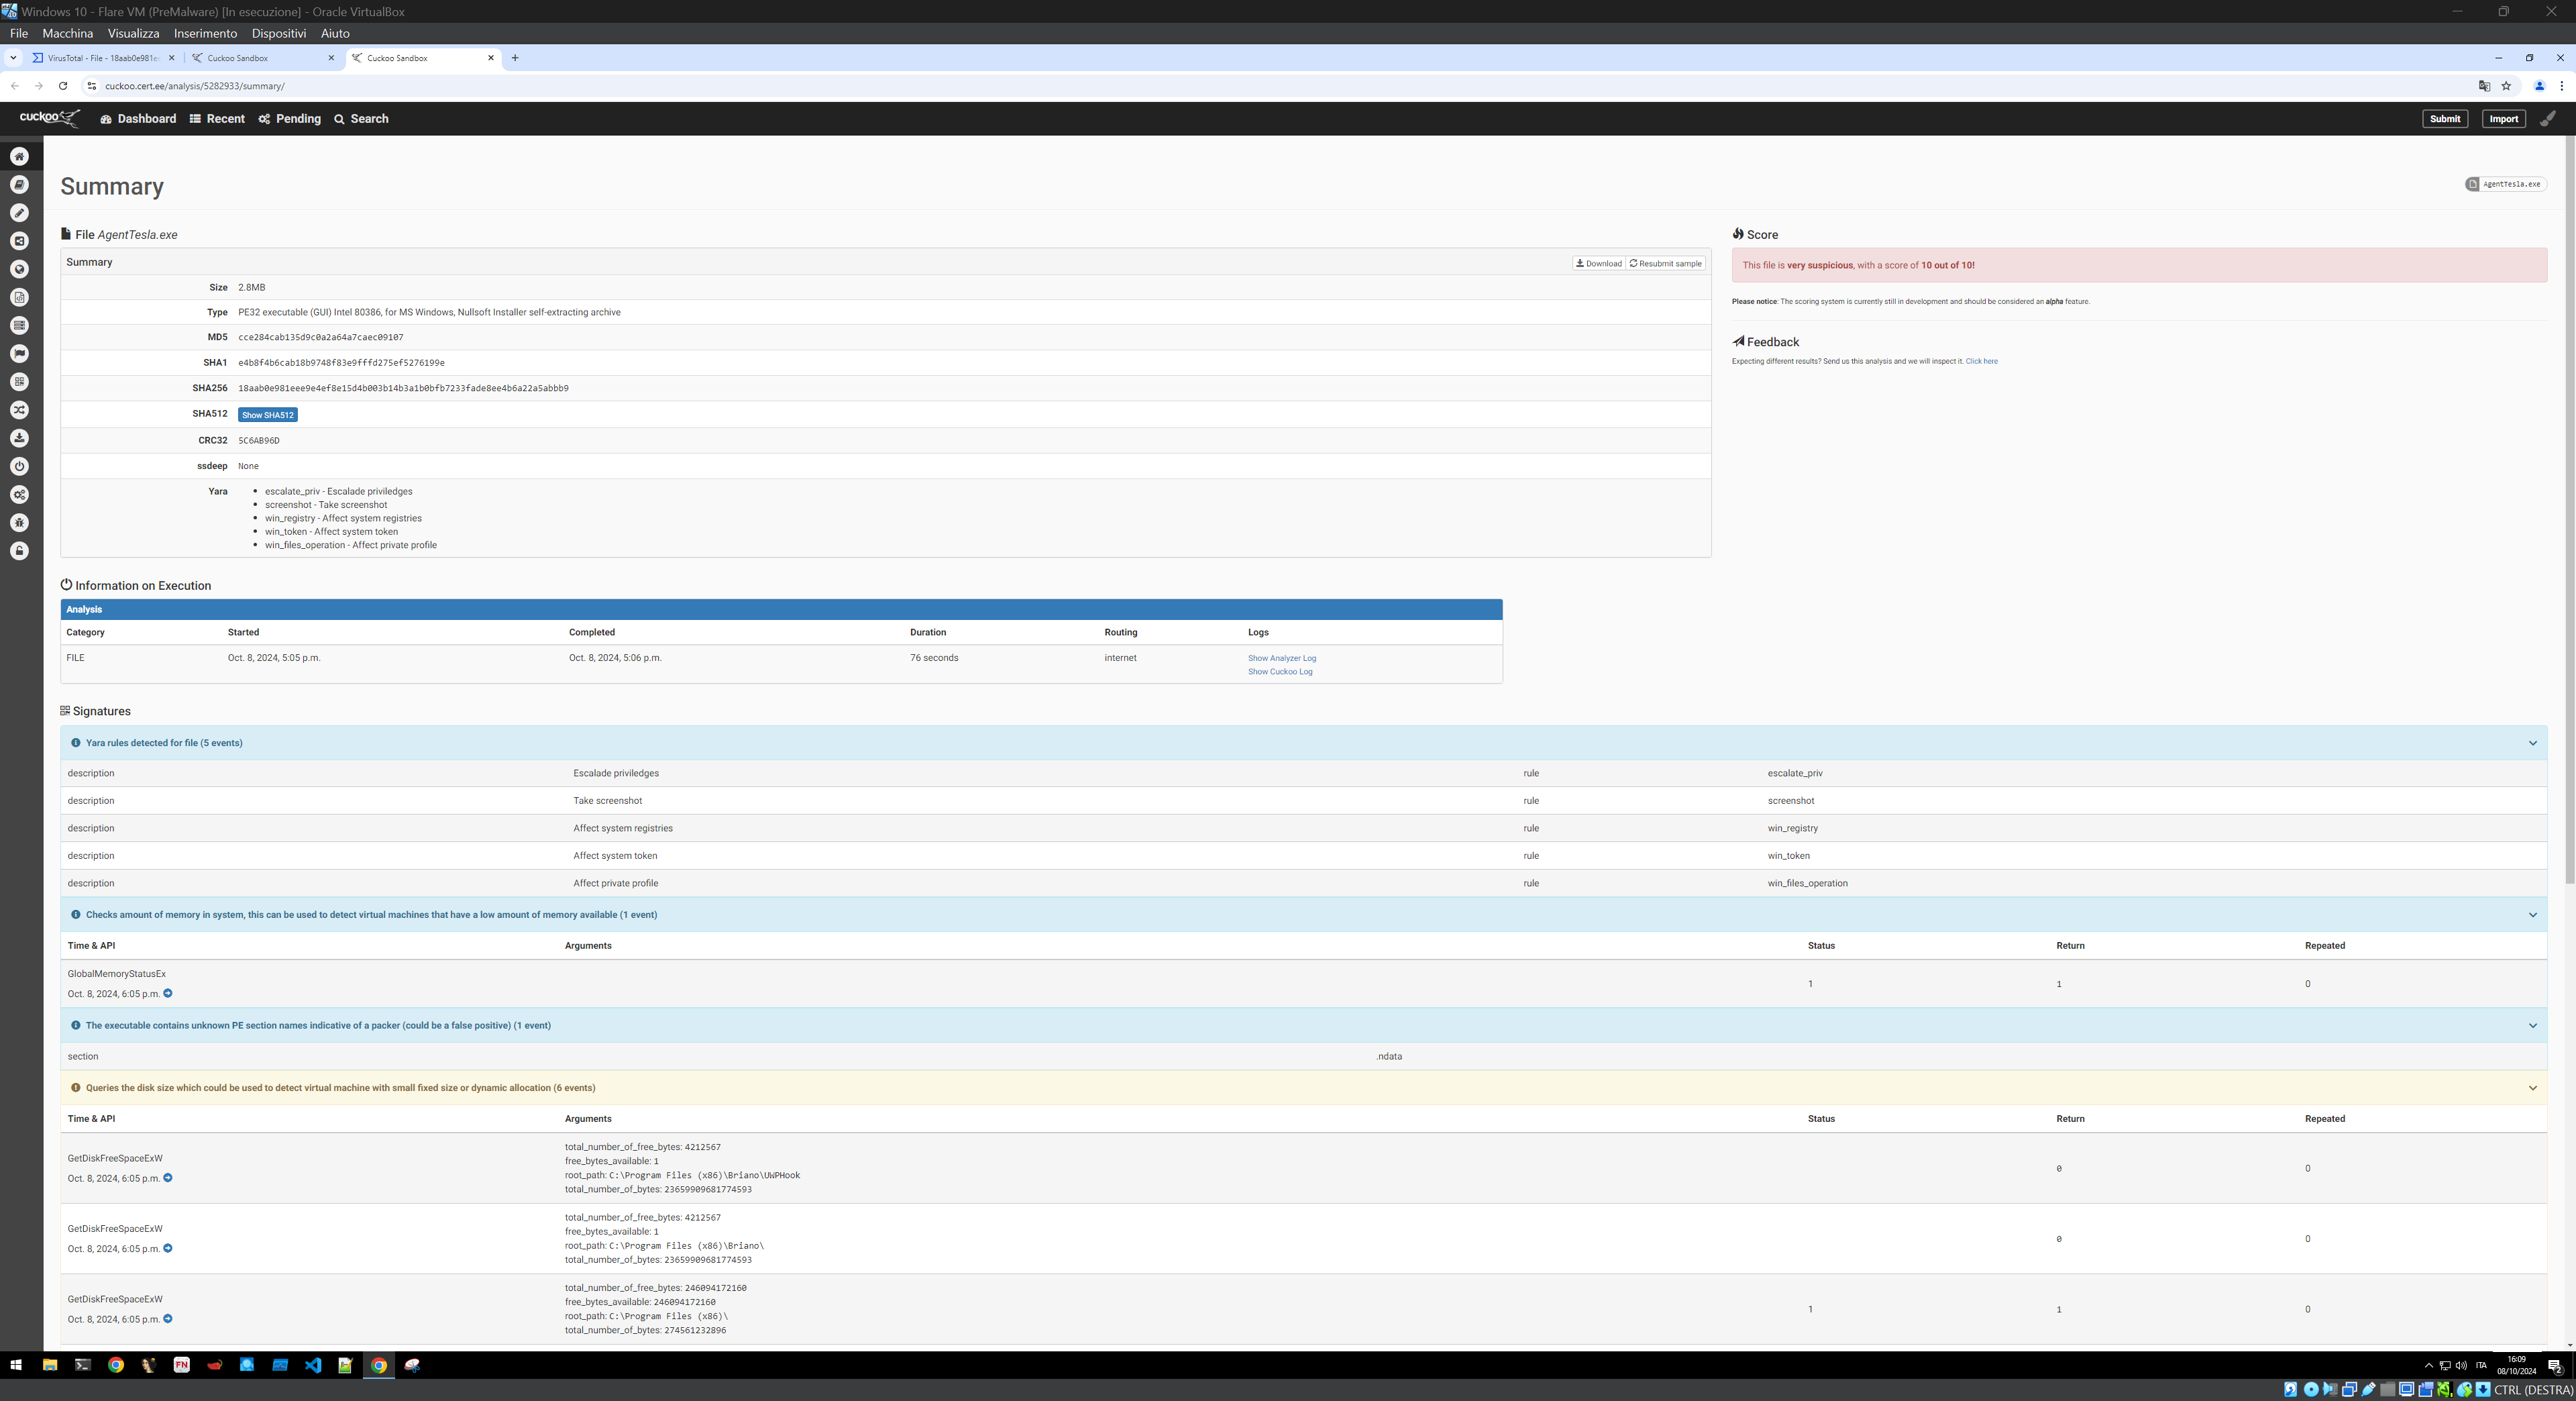 Windows 10 - Flare VM (PreMalware) [In esecuzione] - Oracle VirtualBox
File Macchina Visualizza Inserimento Dispositivi Aiuto
VirusTotal - File - 18aab0e981e
Cuckoo Sandbox
Cuckoo Sandbox
cuckoo.cert.ee/analysis/5282933/summary/
cuckoo Dashboard Recent Pending Search Submit Import
Summary
AgentTesla.exe
File AgentTesla.exe
Summary Download Resubmit sample
Size 2.8MB
Type PE32 executable (GUI) Intel 80386, for MS Windows, Nullsoft Installer self-extracting archive
MD5 cce284cab135d9c0a2a64a7caec09107
SHA1 e4b8f4b6cab18b9748f83e9fffd275ef5276199e
SHA256 18aab0e981eee9e4ef8e15d4b003b14b3a1b0bfb7233fade8ee4b6a22a5abbb9
SHA512 Show SHA512
CRC32 5C6AB96D
ssdeep None
Yara
• escalate_priv - Escalade priviledges
• screenshot - Take screenshot
• win_registry - Affect system registries
• win_token - Affect system token
• win_files_operation - Affect private profile
Score
This file is very suspicious, with a score of 10 out of 10!
Please notice: The scoring system is currently still in development and should be considered an alpha feature.
Feedback
Expecting different results? Send us this analysis and we will inspect it. Click here
Information on Execution
Analysis
Category Started Completed Duration Routing Logs
FILE Oct. 8, 2024, 5:05 p.m. Oct. 8, 2024, 5:06 p.m. 76 seconds internet Show Analyzer Log
Show Cuckoo Log
Signatures
Yara rules detected for file (5 events)
description Escalade priviledges rule escalate_priv
description Take screenshot rule screenshot
description Affect system registries rule win_registry
description Affect system token rule win_token
description Affect private profile rule win_files_operation
Checks amount of memory in system, this can be used to detect virtual machines that have a low amount of memory available (1 event)
Time & API Arguments Status Return Repeated
GlobalMemoryStatusEx
Oct. 8, 2024, 6:05 p.m. 1 1 0
The executable contains unknown PE section names indicative of a packer (could be a false positive) (1 event)
section .ndata
Queries the disk size which could be used to detect virtual machine with small fixed size or dynamic allocation (6 events)
Time & API Arguments Status Return Repeated
GetDiskFreeSpaceExW
Oct. 8, 2024, 6:05 p.m.
total_number_of_free_bytes: 4212567
free_bytes_available: 1
root_path: C:\Program Files (x86)\Briano\UWPHook
total_number_of_bytes: 23659909681774593
0 0
GetDiskFreeSpaceExW
Oct. 8, 2024, 6:05 p.m.
total_number_of_free_bytes: 4212567
free_bytes_available: 1
root_path: C:\Program Files (x86)\Briano\
total_number_of_bytes: 23659909681774593
0 0
GetDiskFreeSpaceExW
Oct. 8, 2024, 6:05 p.m.
total_number_of_free_bytes: 246094172160
free_bytes_available: 246094172160
root_path: C:\Program Files (x86)\
total_number_of_bytes: 274561232896
1 1 0
FN
ITA
16:09
08/10/2024
2
CTRL (DESTRA)